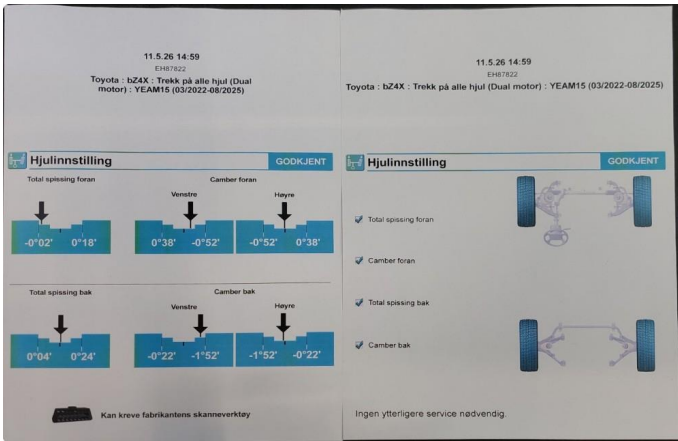 11.5.26 14:59
EH87822
Toyota : bZ4X : Trekk på alle hjul (Dual
motor) : YEAM15 (03/2022-08/2025)
Hjulinnstilling
GODKJENT
Total spissing foran
Camber foran
Venstre
Høyre
-0°02' 0°18'
0°38' -0°52'
-0°52' 0°38'
Total spissing bak
Camber bak
Venstre
Høyre
0°04' 0°24'
-0°22' -1°52'
-1°52' -0°22'
Kan kreve fabrikantens skanneverktøy
11.5.26 14:59
EH87822
Toyota : bZ4X : Trekk på alle hjul (Dual motor) : YEAM15 (03/2022-08/2025)
Hjulinnstilling
GODKJENT
Total spissing foran
Camber foran
Total spissing bak
Camber bak
Ingen ytterligere service nødvendig.